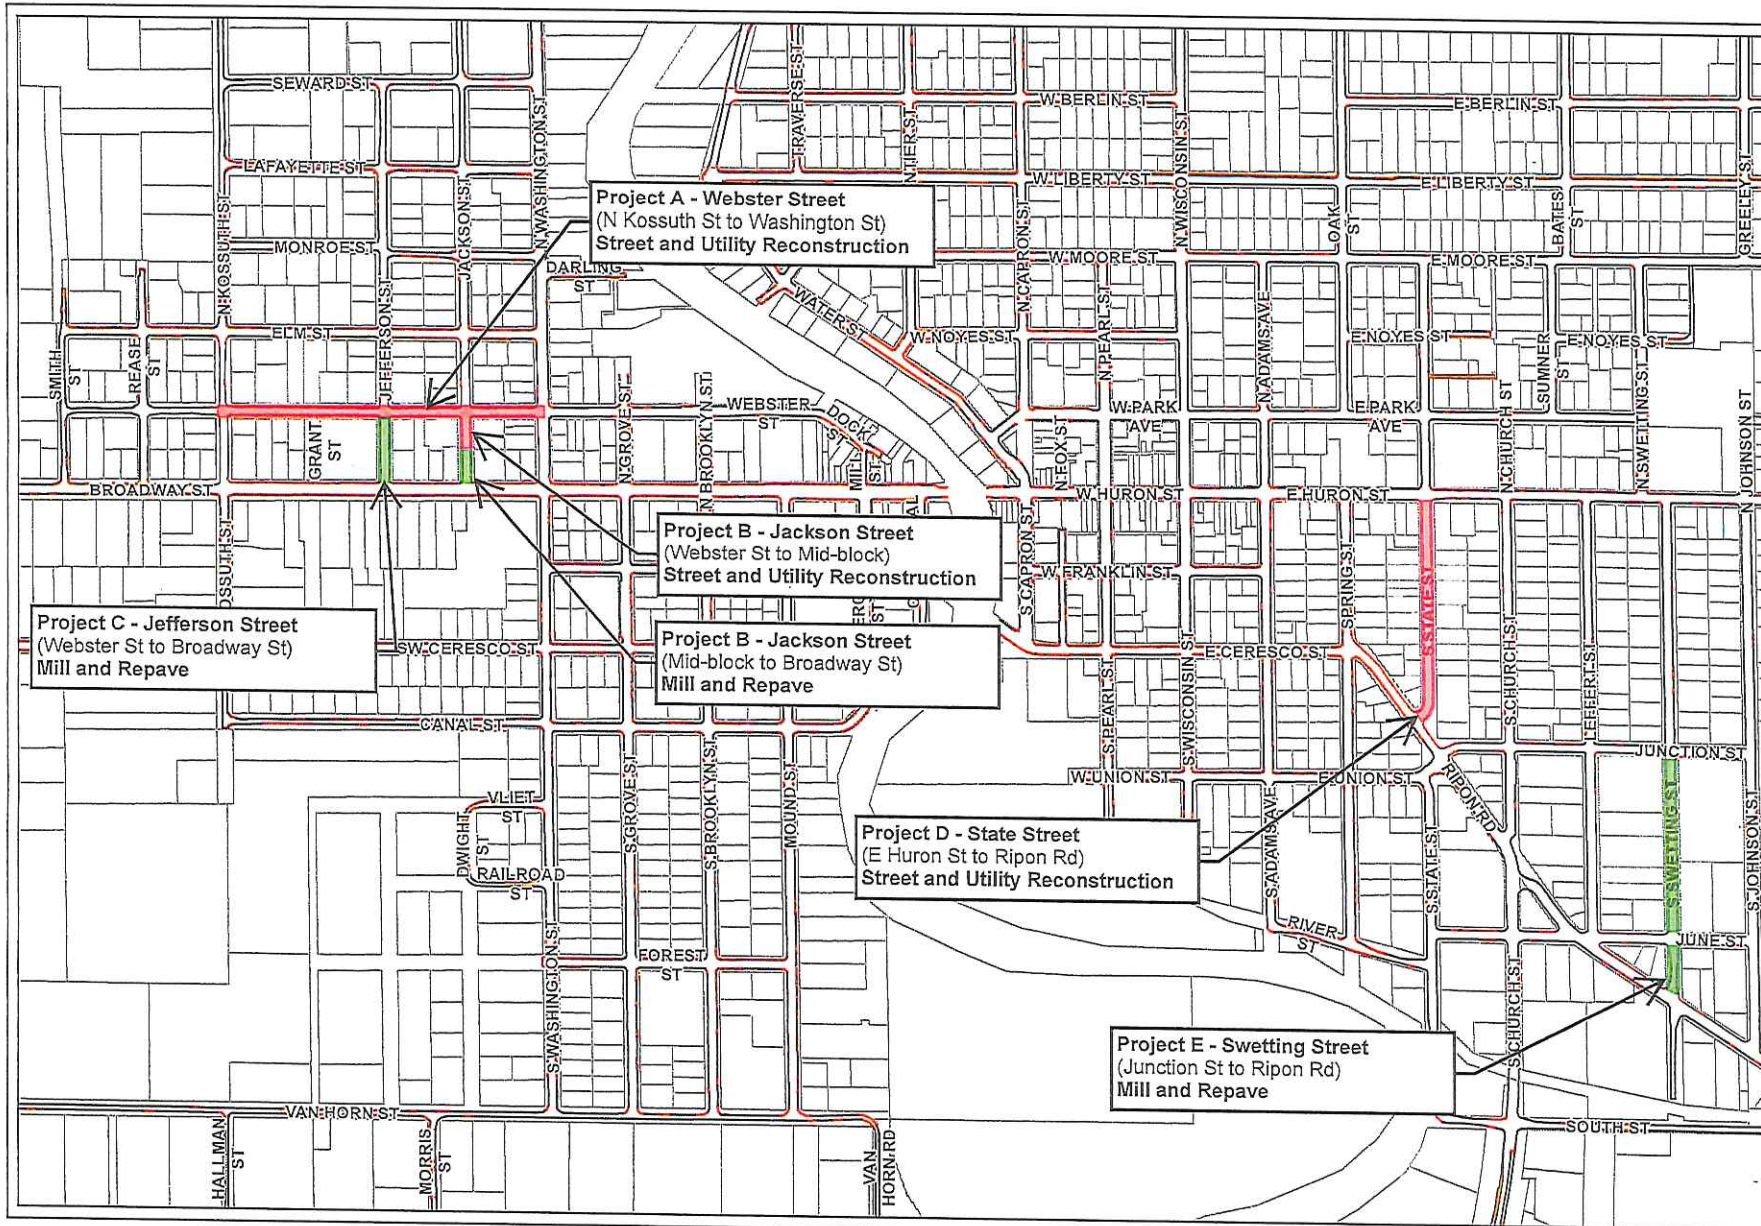 SEWARD ST
LAFAYETTE ST
MONROE ST
N KOSSUTH ST
JACKSON ST
N WASHINGTON ST
JEFFERSON ST
ELM ST
SMITH
ST
REASE
ST
GRANT
ST
BROADWAY ST
DARLING
ST
Project A - Webster Street
(N Kossuth St to Washington St)
Street and Utility Reconstruction
TRAVERSE ST
W BERLIN ST
E BERLIN ST
W LIBERTY ST
E LIBERTY ST
N CAPRON ST
N WISCONSIN ST
OAK
ST
BATES
ST
GREELEY ST
W MOORE ST
E MOORE ST
WATER ST
W NOYES ST
N PEARL ST
N ADAMS AVE
E NOYES ST
SUMNER
ST
E NOYES ST
N GROVE ST
N BROOKLYN ST
WEBSTER
ST
DOCK
ST
MILL
ST
N FOX ST
W PARK
AVE
E PARK
AVE
N CHURCH ST
N SWETTING ST
N JOHNSON ST
W HURON ST
E HURON ST
Project B - Jackson Street
(Webster St to Mid-block)
Street and Utility Reconstruction
S CAPRON ST
W FRANKLIN ST
SPRING ST
S STATE ST
Project C - Jefferson Street
(Webster St to Broadway St)
Mill and Repave
Project B - Jackson Street
(Mid-block to Broadway St)
Mill and Repave
SW CERESCO ST
E CERESCO ST
S CHURCH ST
LEFFERT ST
CANAL ST
S PEARL ST
S WISCONSIN ST
JUNCTION ST
W UNION ST
E UNION ST
RIPON RD
VLIET
ST
DWIGHT
ST
RAILROAD
ST
S GROVE ST
S BROOKLYN ST
MOUND ST
Project D - State Street
(E Huron St to Ripon Rd)
Street and Utility Reconstruction
S ADAMS AVE
S STATE ST
S SWETTING ST
S JOHNSON ST
S WASHINGTON ST
FOREST
ST
RIVER
ST
JUNE ST
S CHURCH ST
Project E - Swetting Street
(Junction St to Ripon Rd)
Mill and Repave
VAN HORN ST
HALLMAN
ST
MORRIS
ST
VAN
HORN RD
SOUTH ST